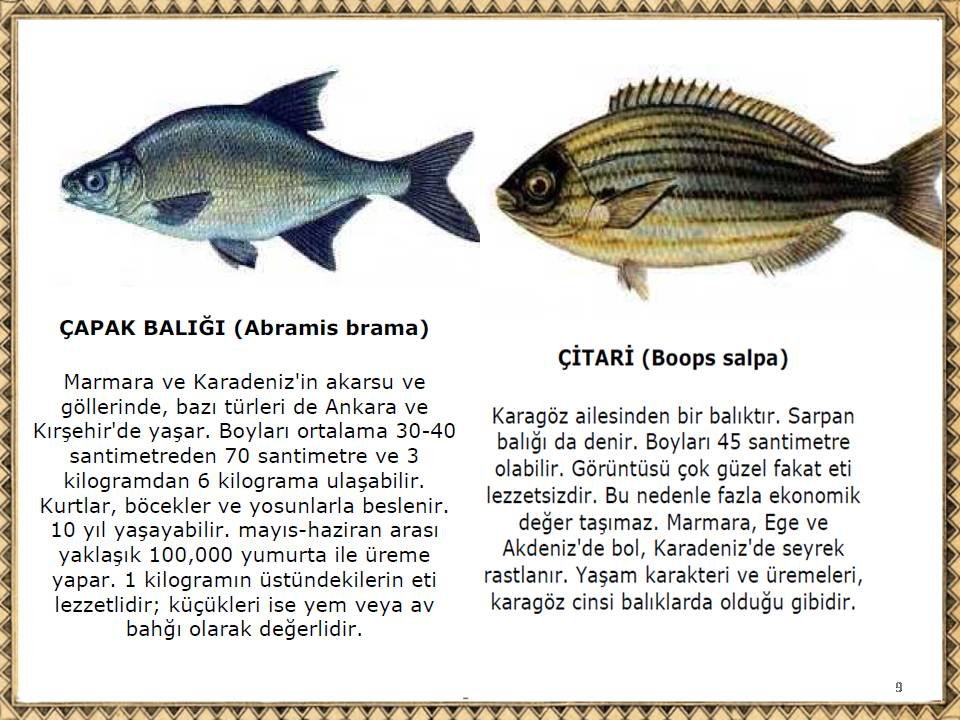 ÇAPAK BALIĞI (Abramis brama)
Marmara ve Karadeniz'in akarsu ve
göllerinde, bazı türleri de Ankara ve
Kırşehir'de yaşar. Boyları ortalama 30-40
santimetreden 70 santimetre ve 3
kilogramdan 6 kilograma ulaşabilir.
Kurtlar, böcekler ve yosunlarla beslenir.
10 yıl yaşayabilir. mayıs-haziran arası
yaklaşık 100,000 yumurta ile üreme
yapar. 1 kilogramın üstündekilerin eti
lezzetlidir; küçükleri ise yem veya av
bahğı olarak değerlidir.
ÇİTARİ (Boops salpa)
Karagöz ailesinden bir balıktır. Sarpan
balığı da denir. Boyları 45 santimetre
olabilir. Görüntüsü çok güzel fakat eti
lezzetsizdir. Bu nedenle fazla ekonomik
değer taşımaz. Marmara, Ege ve
Akdeniz'de bol, Karadeniz'de seyrek
rastlanır. Yaşam karakteri ve üremeleri,
karagöz cinsi balıklarda olduğu gibidir.